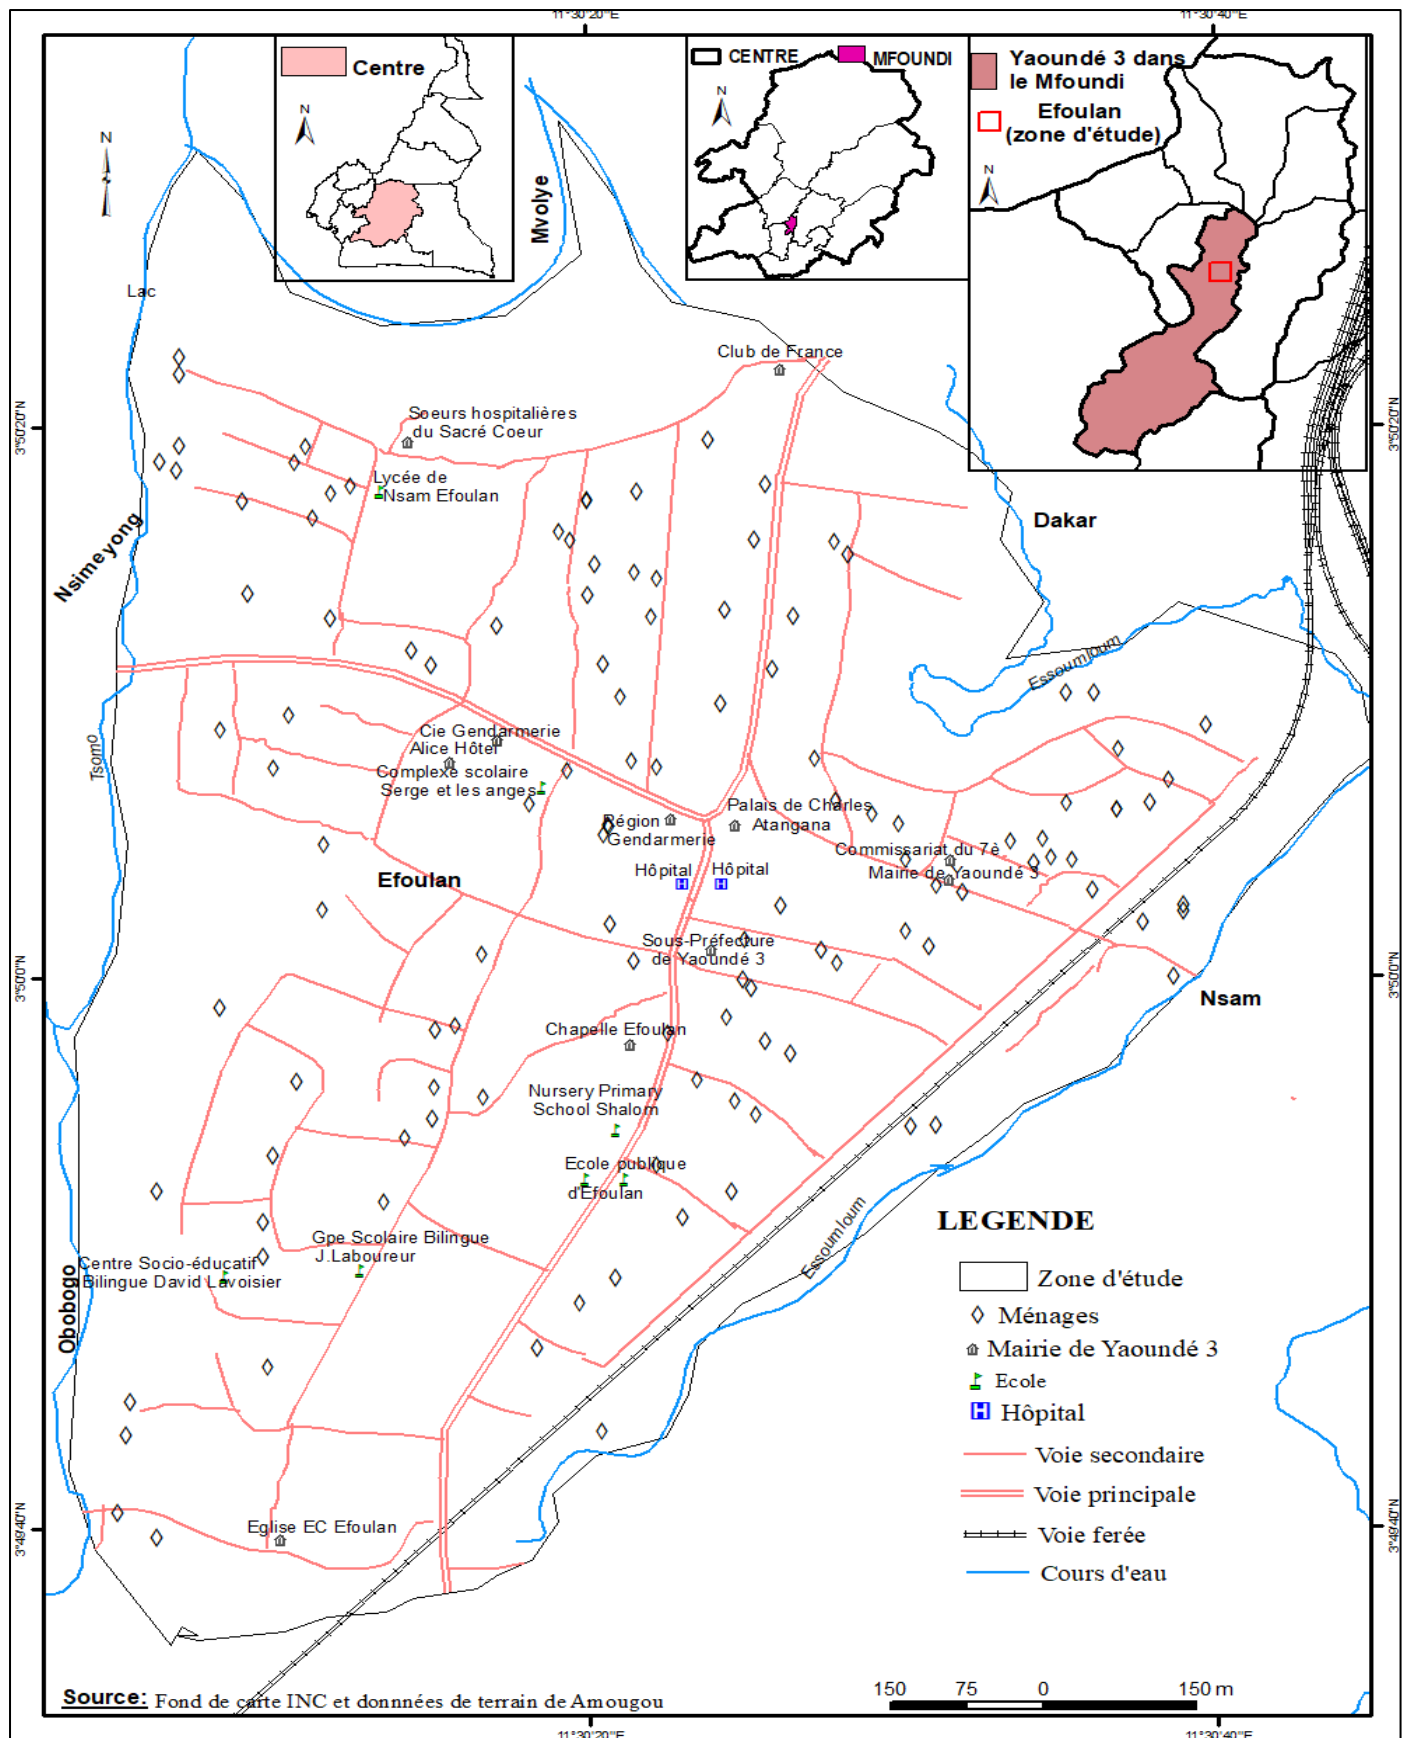 11°30'20"E
11°30'40"E
Centre
N
CENTRE
MFOUNDI
N
Yaoundé 3 dans
le Mfoundi
Efoulan
(zone d'étude)
N
N
Mvolye
Lac
Club de France
3°50'20"N
3°50'20"N
Soeurs hospitalières
du Sacré Coeur
Lycée de
Nsam Efoulan
Dakar
Nsimeyong
Essoumloum
Tsomo
Cie Gendarmerie
Alice Hôtel
Complexe scolaire
Serge et les anges
Région
Gendarmerie
Palais de Charles
Atangana
Commissariat du 7è
Mairie de Yaoundé 3
Hôpital
Hôpital
Efoulan
Sous-Préfecture
de Yaoundé 3
3°50'0"N
3°50'0"N
Nsam
Chapelle Efoulan
Nursery Primary
School Shalom
Ecole publique
d'Efoulan
Essoumloum
Gpe Scolaire Bilingue
J.Laboureur
Centre Socio-éducatif
Bilingue David Lavoisier
Obobogo
LEGENDE
Zone d'étude
Ménages
Mairie de Yaoundé 3
Ecole
H Hôpital
Voie secondaire
Voie principale
Voie ferée
Cours d'eau
3°49'40"N
3°49'40"N
Eglise EC Efoulan
Source: Fond de carte INC et donnnées de terrain de Amougou
150 75 0 150 m
11°30'20"E
11°30'40"E